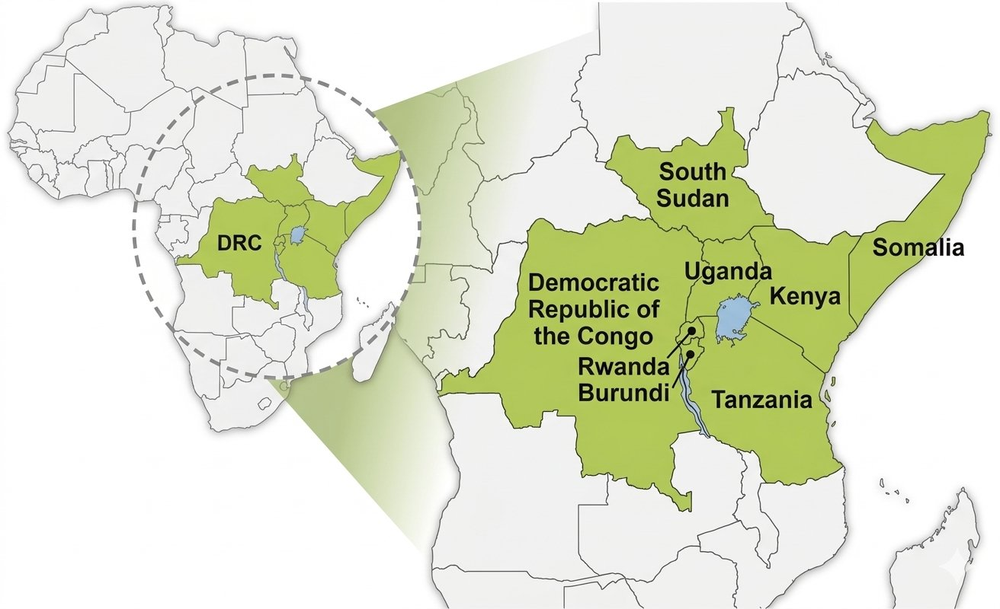 DRC
South
Sudan
Somalia
Uganda
Democratic
Republic of
the Congo
Kenya
Rwanda
Burundi
Tanzania